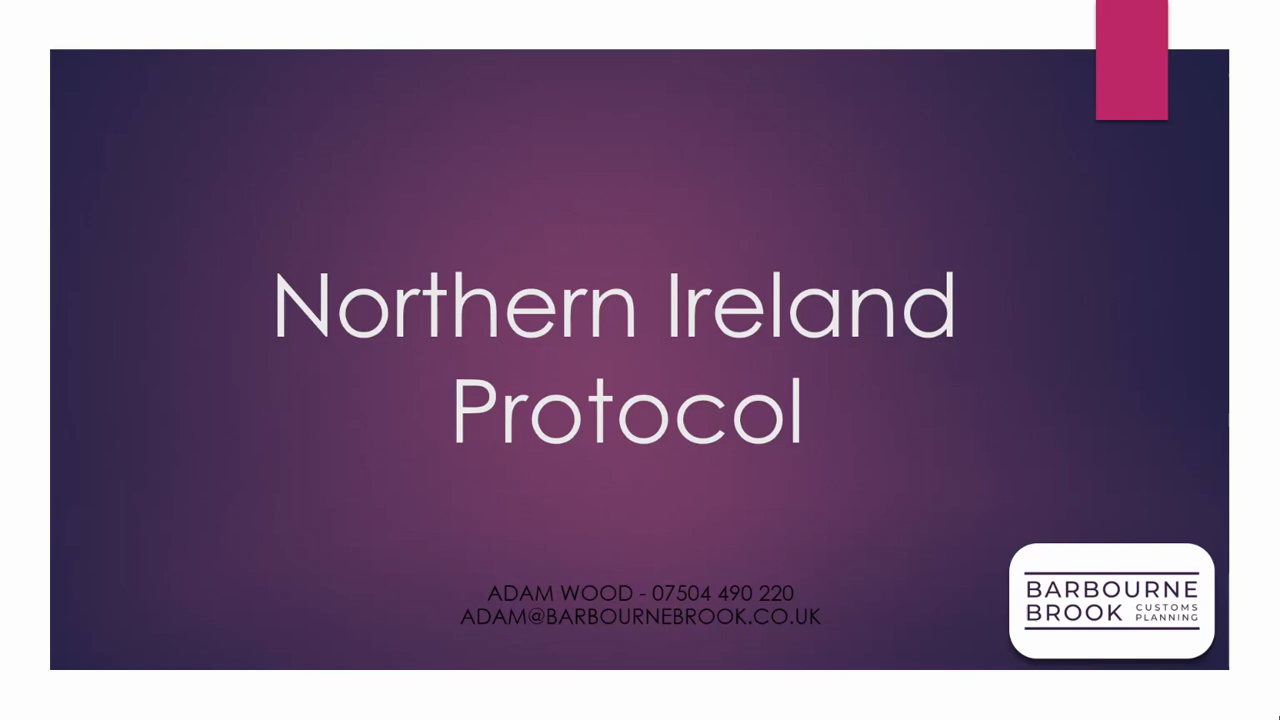 Northern Ireland
Protocol
ADAM WOOD - 07504 490 220
ADAM@BARBOURNEBROOK.CO.UK
BARBOURNE
BROOK CUSTOMS
PLANNING